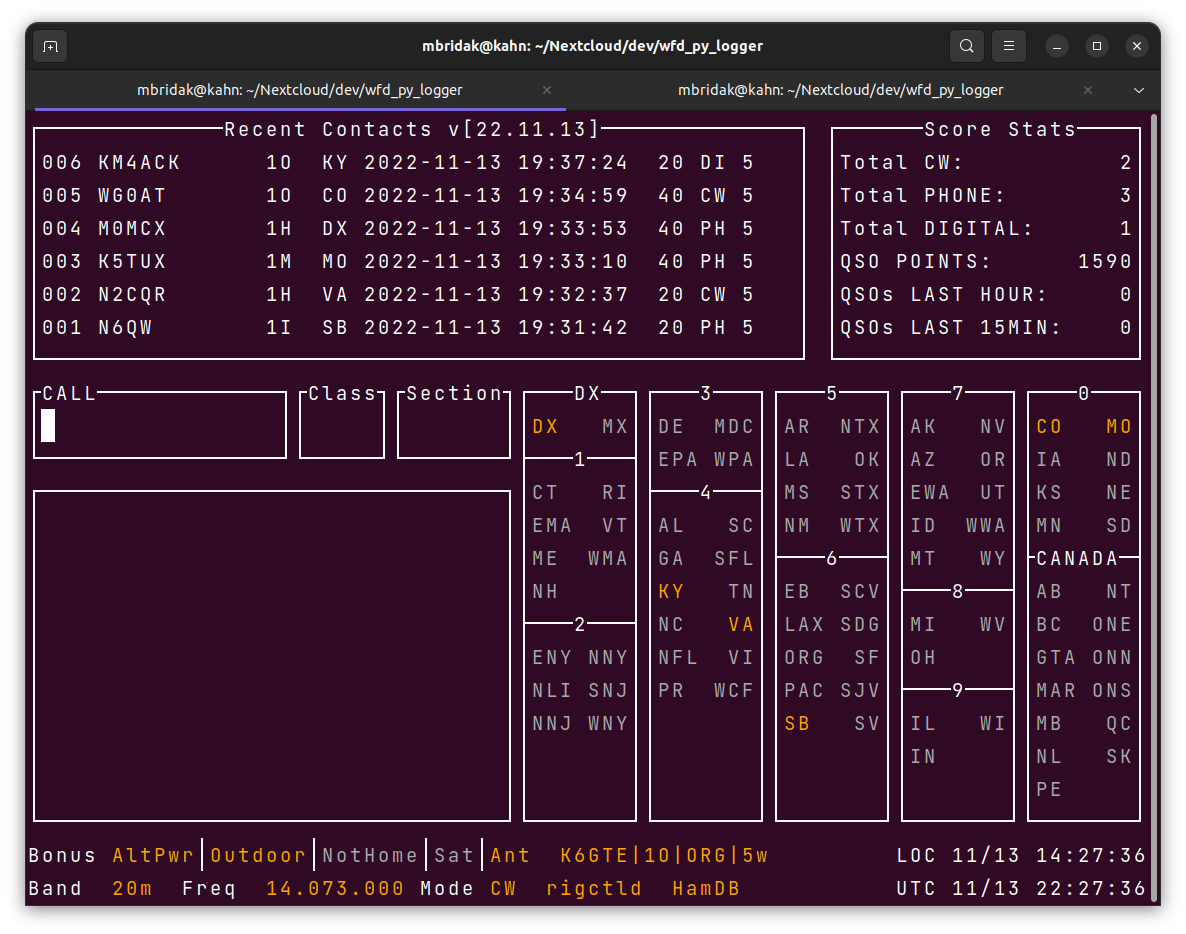 mbridak@kahn: ~/Nextcloud/dev/wfd_py_logger
mbridak@kahn: ~/Nextcloud/dev/wfd_py_logger
mbridak@kahn: ~/Nextcloud/dev/wfd_py_logger
Recent Contacts v[22.11.13]
006 KM4ACK 1O KY 2022-11-13 19:37:24 20 DI 5
005 WG0AT 1O CO 2022-11-13 19:34:59 40 CW 5
004 M0MCX 1H DX 2022-11-13 19:33:53 40 PH 5
003 K5TUX 1M MO 2022-11-13 19:33:10 40 PH 5
002 N2CQR 1H VA 2022-11-13 19:32:37 20 CW 5
001 N6QW 1I SB 2022-11-13 19:31:42 20 PH 5
Score Stats
Total CW: 2
Total PHONE: 3
Total DIGITAL: 1
QSO POINTS: 1590
QSOs LAST HOUR: 0
QSOs LAST 15MIN: 0
CALL
Class
Section
DX
DX MX
1
CT RI
EMA VT
ME WMA
NH
2
ENY NNY
NLI SNJ
NNJ WNY
3
DE MDC
EPA WPA
4
AL SC
GA SFL
KY TN
NC VA
NFL VI
PR WCF
5
AR NTX
LA OK
MS STX
NM WTX
6
EB SCV
LAX SDG
ORG SF
PAC SJV
SB SV
7
AK NV
AZ OR
EWA UT
ID WWA
MT WY
8
MI WV
OH
9
IL WI
IN
0
CO MO
IA ND
KS NE
MN SD
CANADA
AB NT
BC ONE
GTA ONN
MAR ONS
MB QC
NL SK
PE
Bonus AltPwr|Outdoor|NotHome|Sat|Ant K6GTE|1O|ORG|5w LOC 11/13 14:27:36
Band 20m Freq 14.073.000 Mode CW rigctld HamDB UTC 11/13 22:27:36